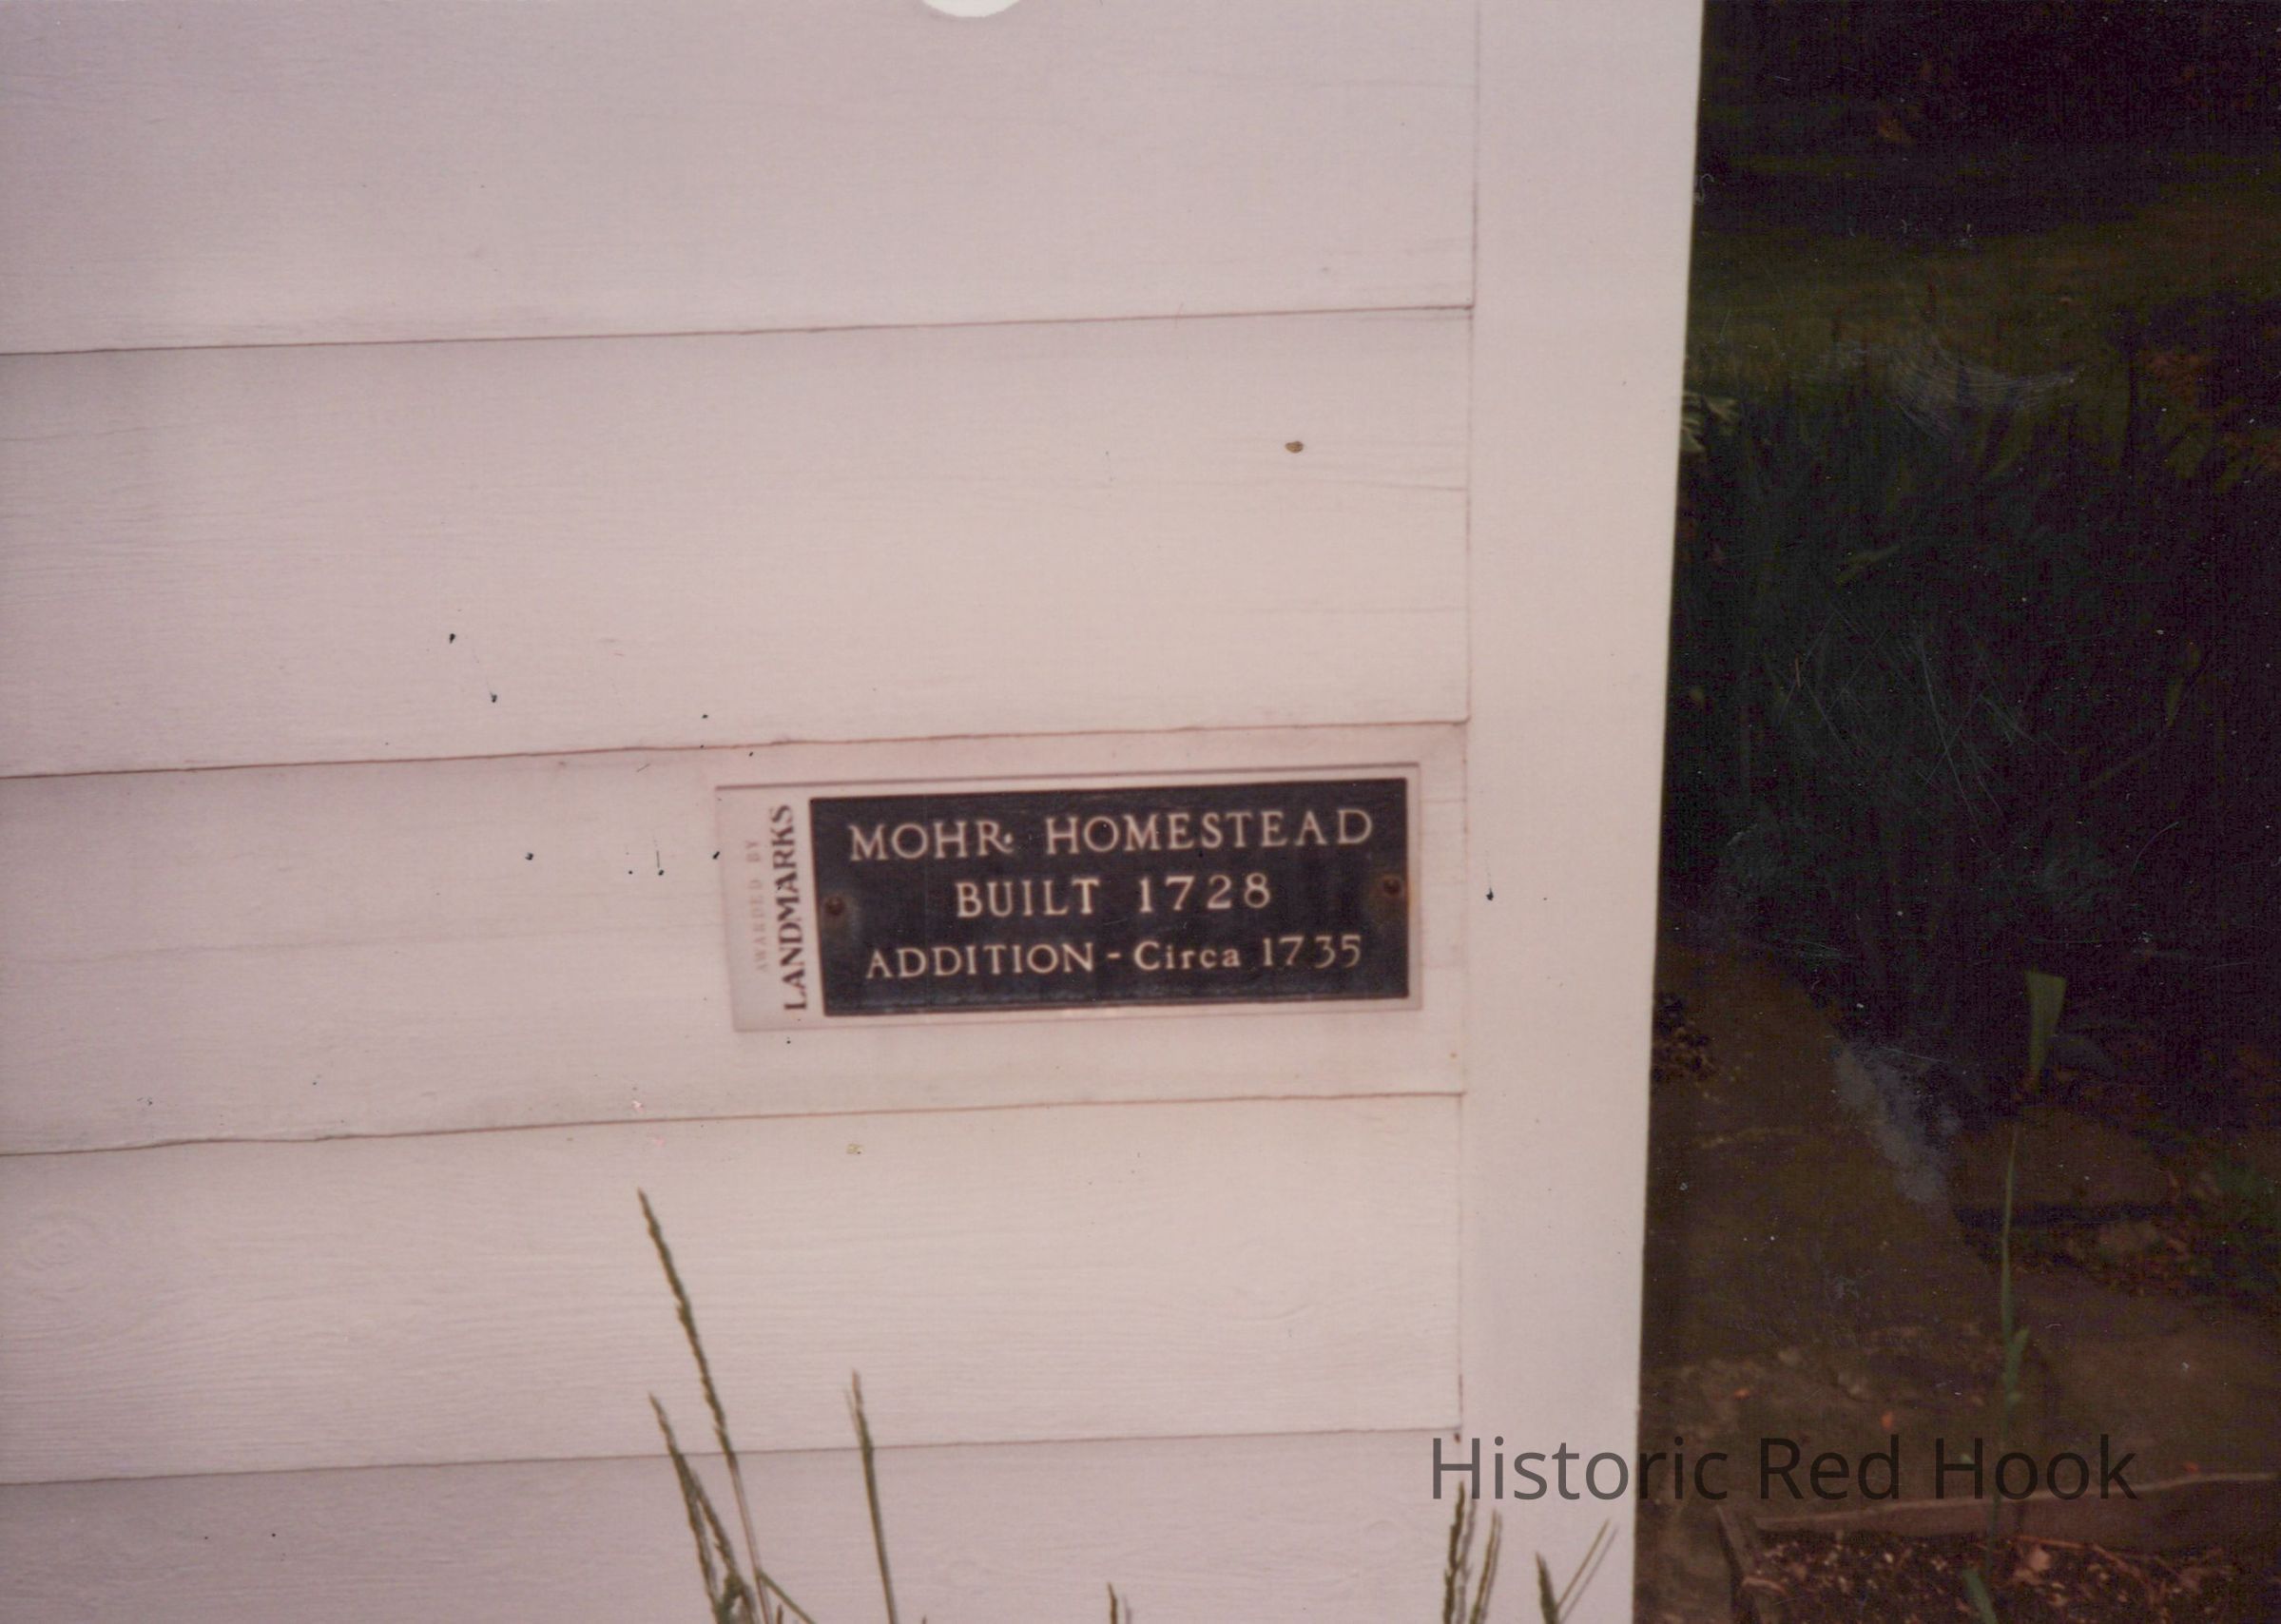 AWARDED BY
LANDMARKS
MOHR HOMESTEAD
BUILT 1728
ADDITION - Circa 1735
Historic Red Hook